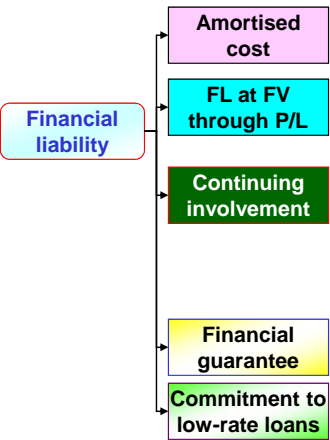 Amortised
cost
FL at FV
through P/L
Financial
liability
Continuing
involvement
Financial
guarantee
Commitment to
low-rate loans